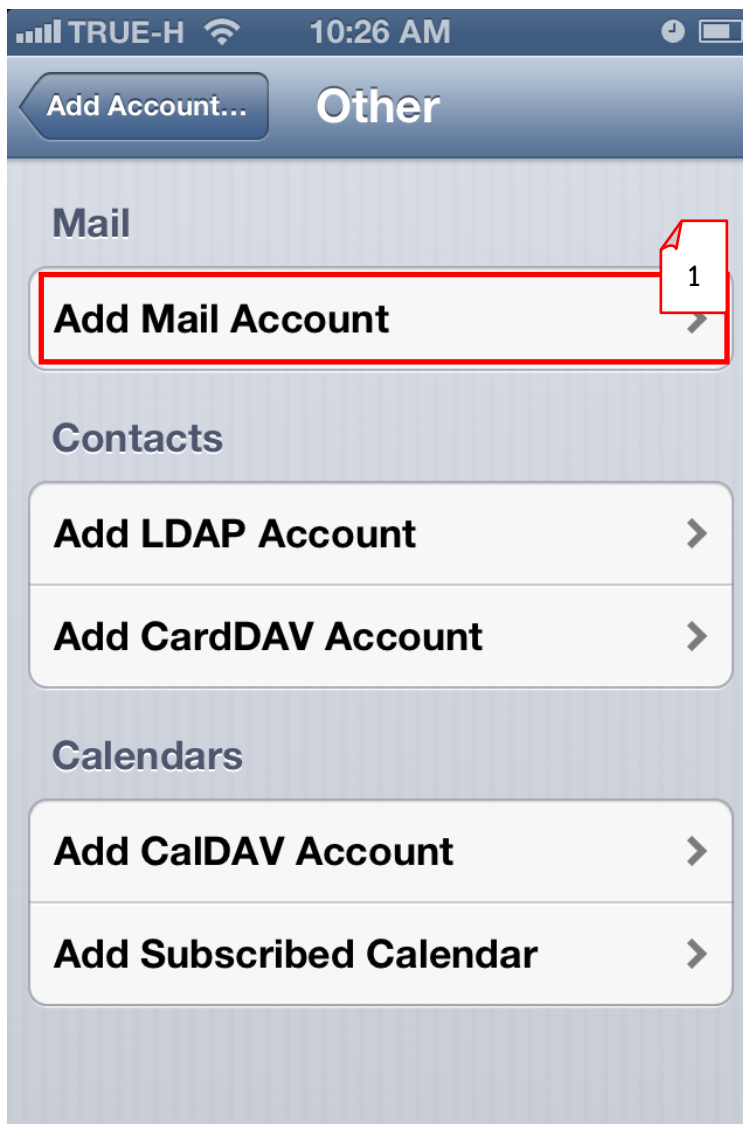 TRUE-H 10:26 AM
Add Account... Other
Mail
1
Add Mail Account
Contacts
Add LDAP Account
Add CardDAV Account
Calendars
Add CalDAV Account
Add Subscribed Calendar